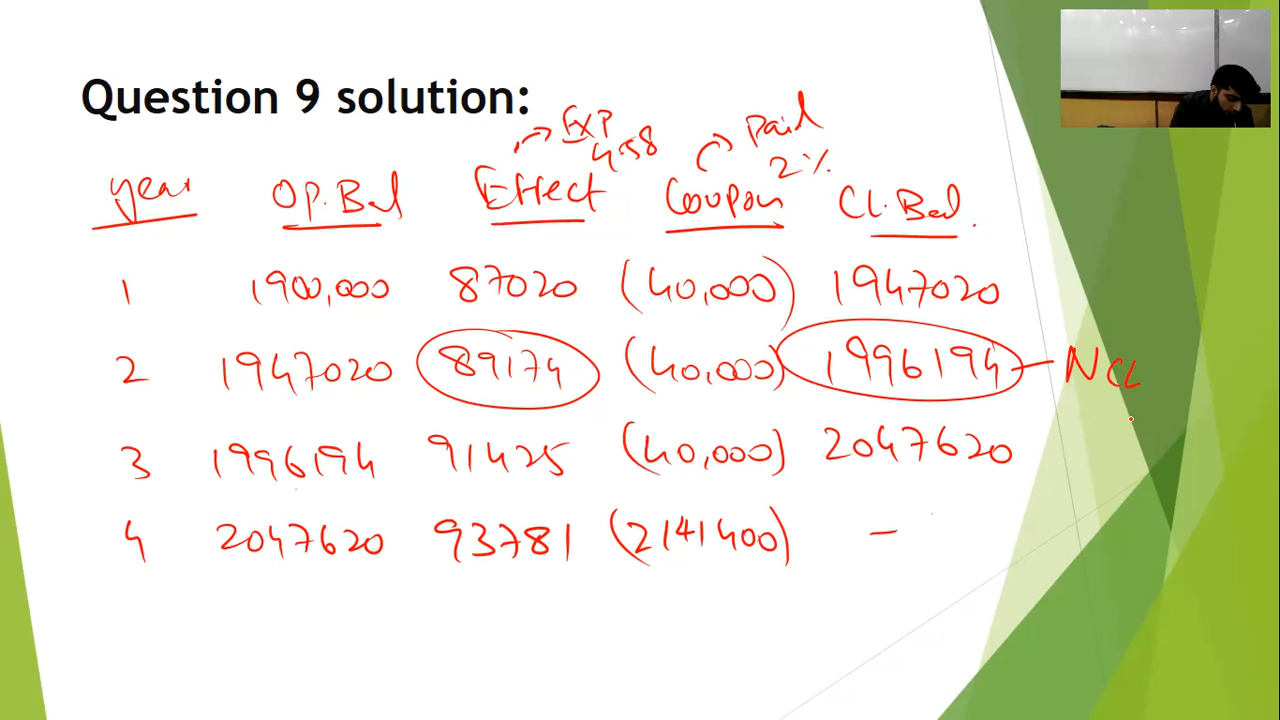 Question 9 solution:
Exp
4.58
Paid
2%
year Op.Bal Effect Coupon Cl.Bal.
1 1900,000 87020 (40,000) 1947020
2 1947020 89174 (40,000) 1996194 NCL
3 1996194 91425 (40,000) 2047620
4 2047620 93781 (2141400) –